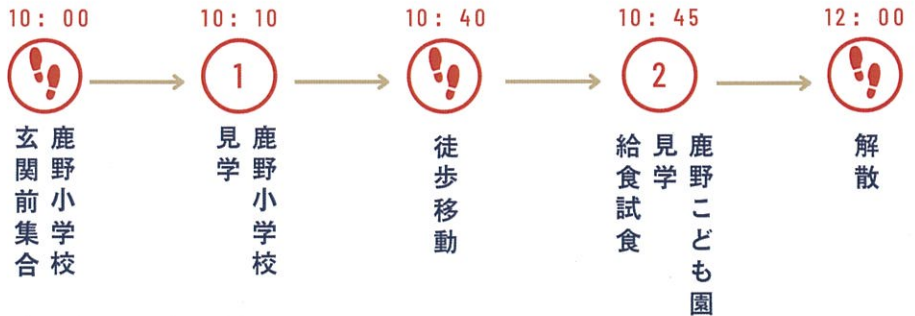 10:00
鹿野小学校
玄関前集合
10:10
1
鹿野小学校
見学
10:40
徒歩移動
10:45
2
鹿野こども園
見学
給食試食
12:00
解散